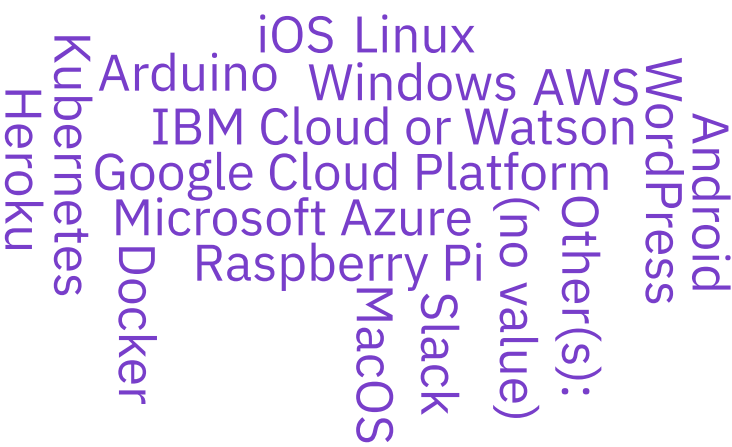 iOS
Linux
Kubernetes
Arduino
Windows
AWS
WordPress
Heroku
IBM Cloud or Watson
Android
Google Cloud Platform
Microsoft Azure
(no value)
Other(s):
Docker
Raspberry Pi
MacOS
Slack